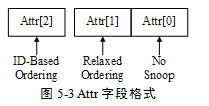 Attr[2] Attr[1] Attr[0]
ID-Based Relaxed No
Ordering Ordering Snoop
图 5-3 Attr 字段格式